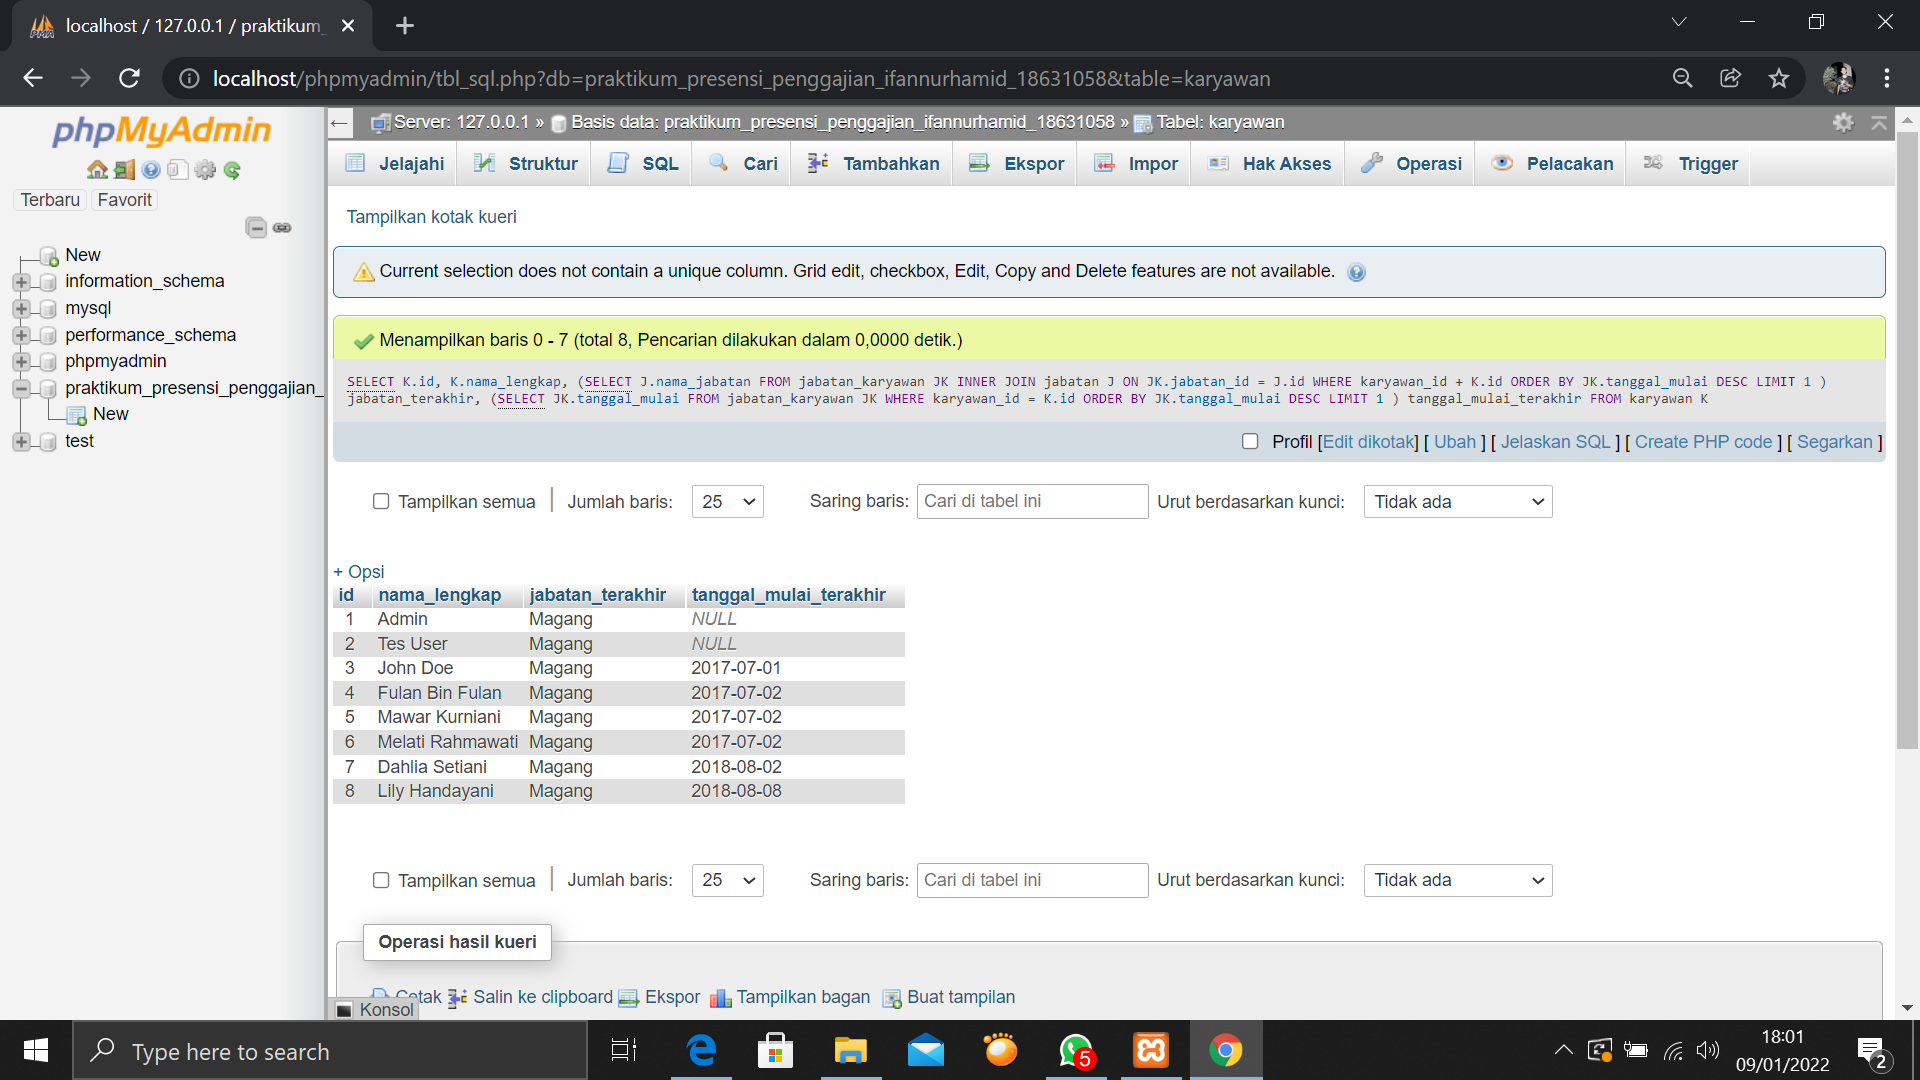 localhost / 127.0.0.1 / praktikum_
localhost/phpmyadmin/tbl_sql.php?db=praktikum_presensi_penggajian_ifannurhamid_18631058&table=karyawan
phpMyAdmin
Terbaru Favorit
New
information_schema
mysql
performance_schema
phpmyadmin
praktikum_presensi_penggajian_
New
test
Server: 127.0.0.1 » Basis data: praktikum_presensi_penggajian_ifannurhamid_18631058 » Tabel: karyawan
Jelajahi Struktur SQL Cari Tambahkan Ekspor Impor Hak Akses Operasi Pelacakan Trigger
Tampilkan kotak kueri
Current selection does not contain a unique column. Grid edit, checkbox, Edit, Copy and Delete features are not available.
Menampilkan baris 0 - 7 (total 8, Pencarian dilakukan dalam 0,0000 detik.)
SELECT K.id, K.nama_lengkap, (SELECT J.nama_jabatan FROM jabatan_karyawan JK INNER JOIN jabatan J ON JK.jabatan_id = J.id WHERE karyawan_id + K.id ORDER BY JK.tanggal_mulai DESC LIMIT 1 )
jabatan_terakhir, (SELECT JK.tanggal_mulai FROM jabatan_karyawan JK WHERE karyawan_id = K.id ORDER BY JK.tanggal_mulai DESC LIMIT 1 ) tanggal_mulai_terakhir FROM karyawan K
Profil [Edit dikotak] [ Ubah ] [ Jelaskan SQL ] [ Create PHP code ] [ Segarkan ]
Tampilkan semua | Jumlah baris: 25 Saring baris: Cari di tabel ini Urut berdasarkan kunci: Tidak ada
+ Opsi
id nama_lengkap jabatan_terakhir tanggal_mulai_terakhir
1 Admin Magang NULL
2 Tes User Magang NULL
3 John Doe Magang 2017-07-01
4 Fulan Bin Fulan Magang 2017-07-02
5 Mawar Kurniani Magang 2017-07-02
6 Melati Rahmawati Magang 2017-07-02
7 Dahlia Setiani Magang 2018-08-02
8 Lily Handayani Magang 2018-08-08
Tampilkan semua | Jumlah baris: 25 Saring baris: Cari di tabel ini Urut berdasarkan kunci: Tidak ada
Operasi hasil kueri
Cetak Salin ke clipboard Ekspor Tampilkan bagan Buat tampilan
Konsol
Type here to search
5
18:01
09/01/2022
2